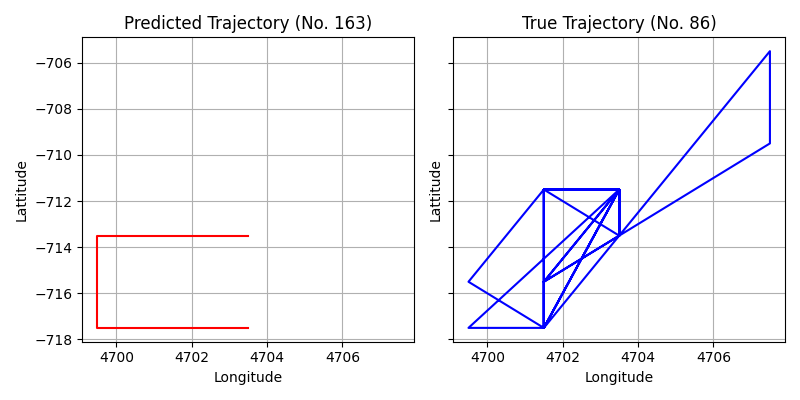 Predicted Trajectory (No. 163)
True Trajectory (No. 86)
Lattitude
−706
−708
−710
−712
−714
−716
−718
4700
4702
4704
4706
Longitude
Lattitude
4700
4702
4704
4706
Longitude